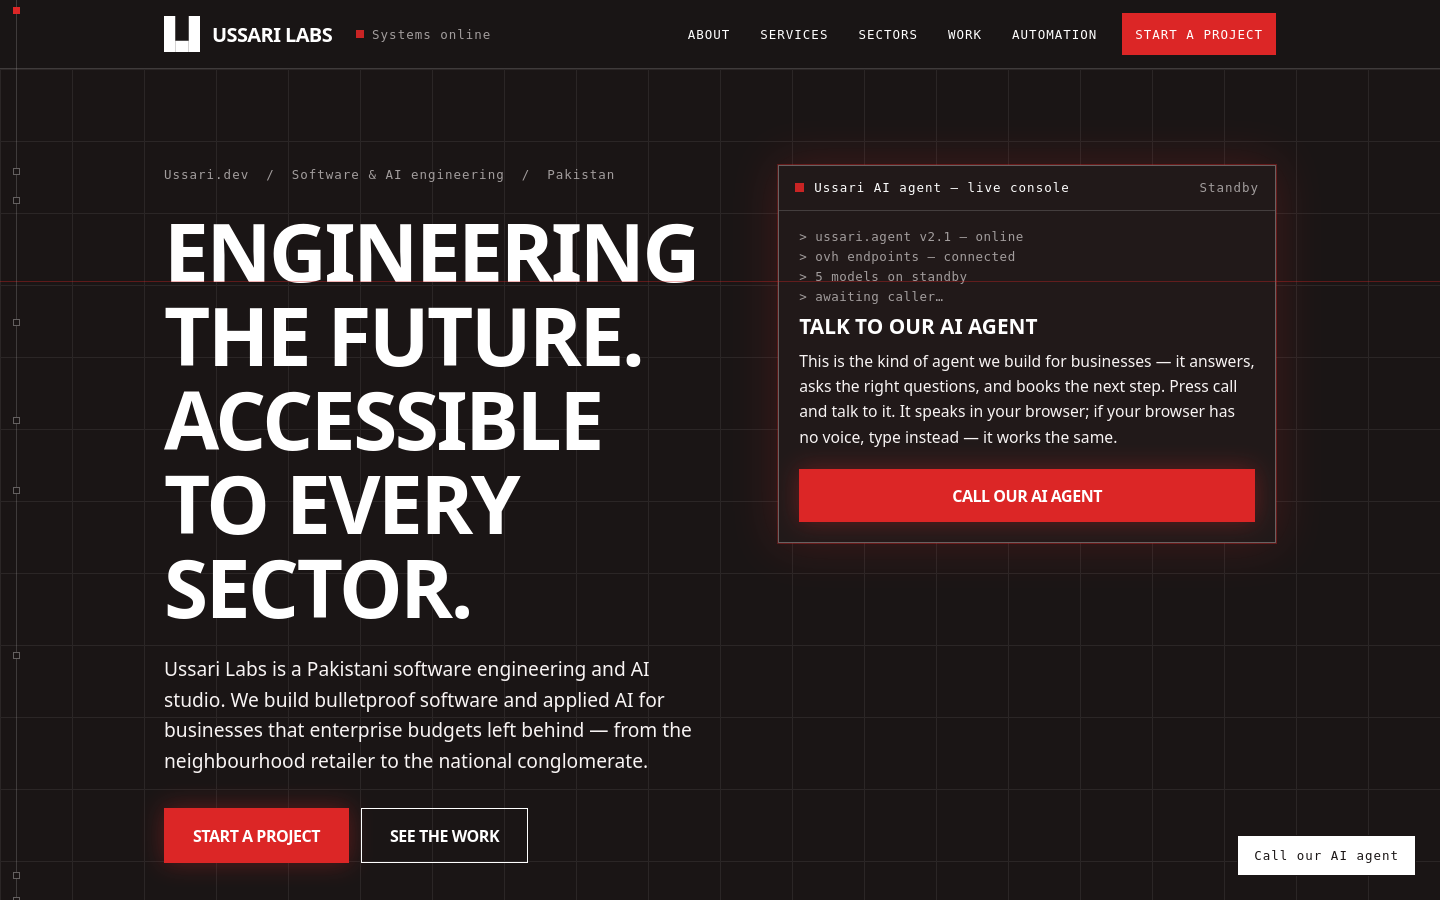 USSARI LABS
Systems online
ABOUT
SERVICES
SECTORS
WORK
AUTOMATION
START A PROJECT
Ussari.dev / Software & AI engineering / Pakistan
ENGINEERING
THE FUTURE.
ACCESSIBLE
TO EVERY
SECTOR.
Ussari Labs is a Pakistani software engineering and AI
studio. We build bulletproof software and applied AI for
businesses that enterprise budgets left behind — from the
neighbourhood retailer to the national conglomerate.
START A PROJECT
SEE THE WORK
Ussari AI agent — live console
Standby
> ussari.agent v2.1 — online
> ovh endpoints — connected
> 5 models on standby
> awaiting caller…
TALK TO OUR AI AGENT
This is the kind of agent we build for businesses — it answers,
asks the right questions, and books the next step. Press call
and talk to it. It speaks in your browser; if your browser has
no voice, type instead — it works the same.
CALL OUR AI AGENT
Call our AI agent